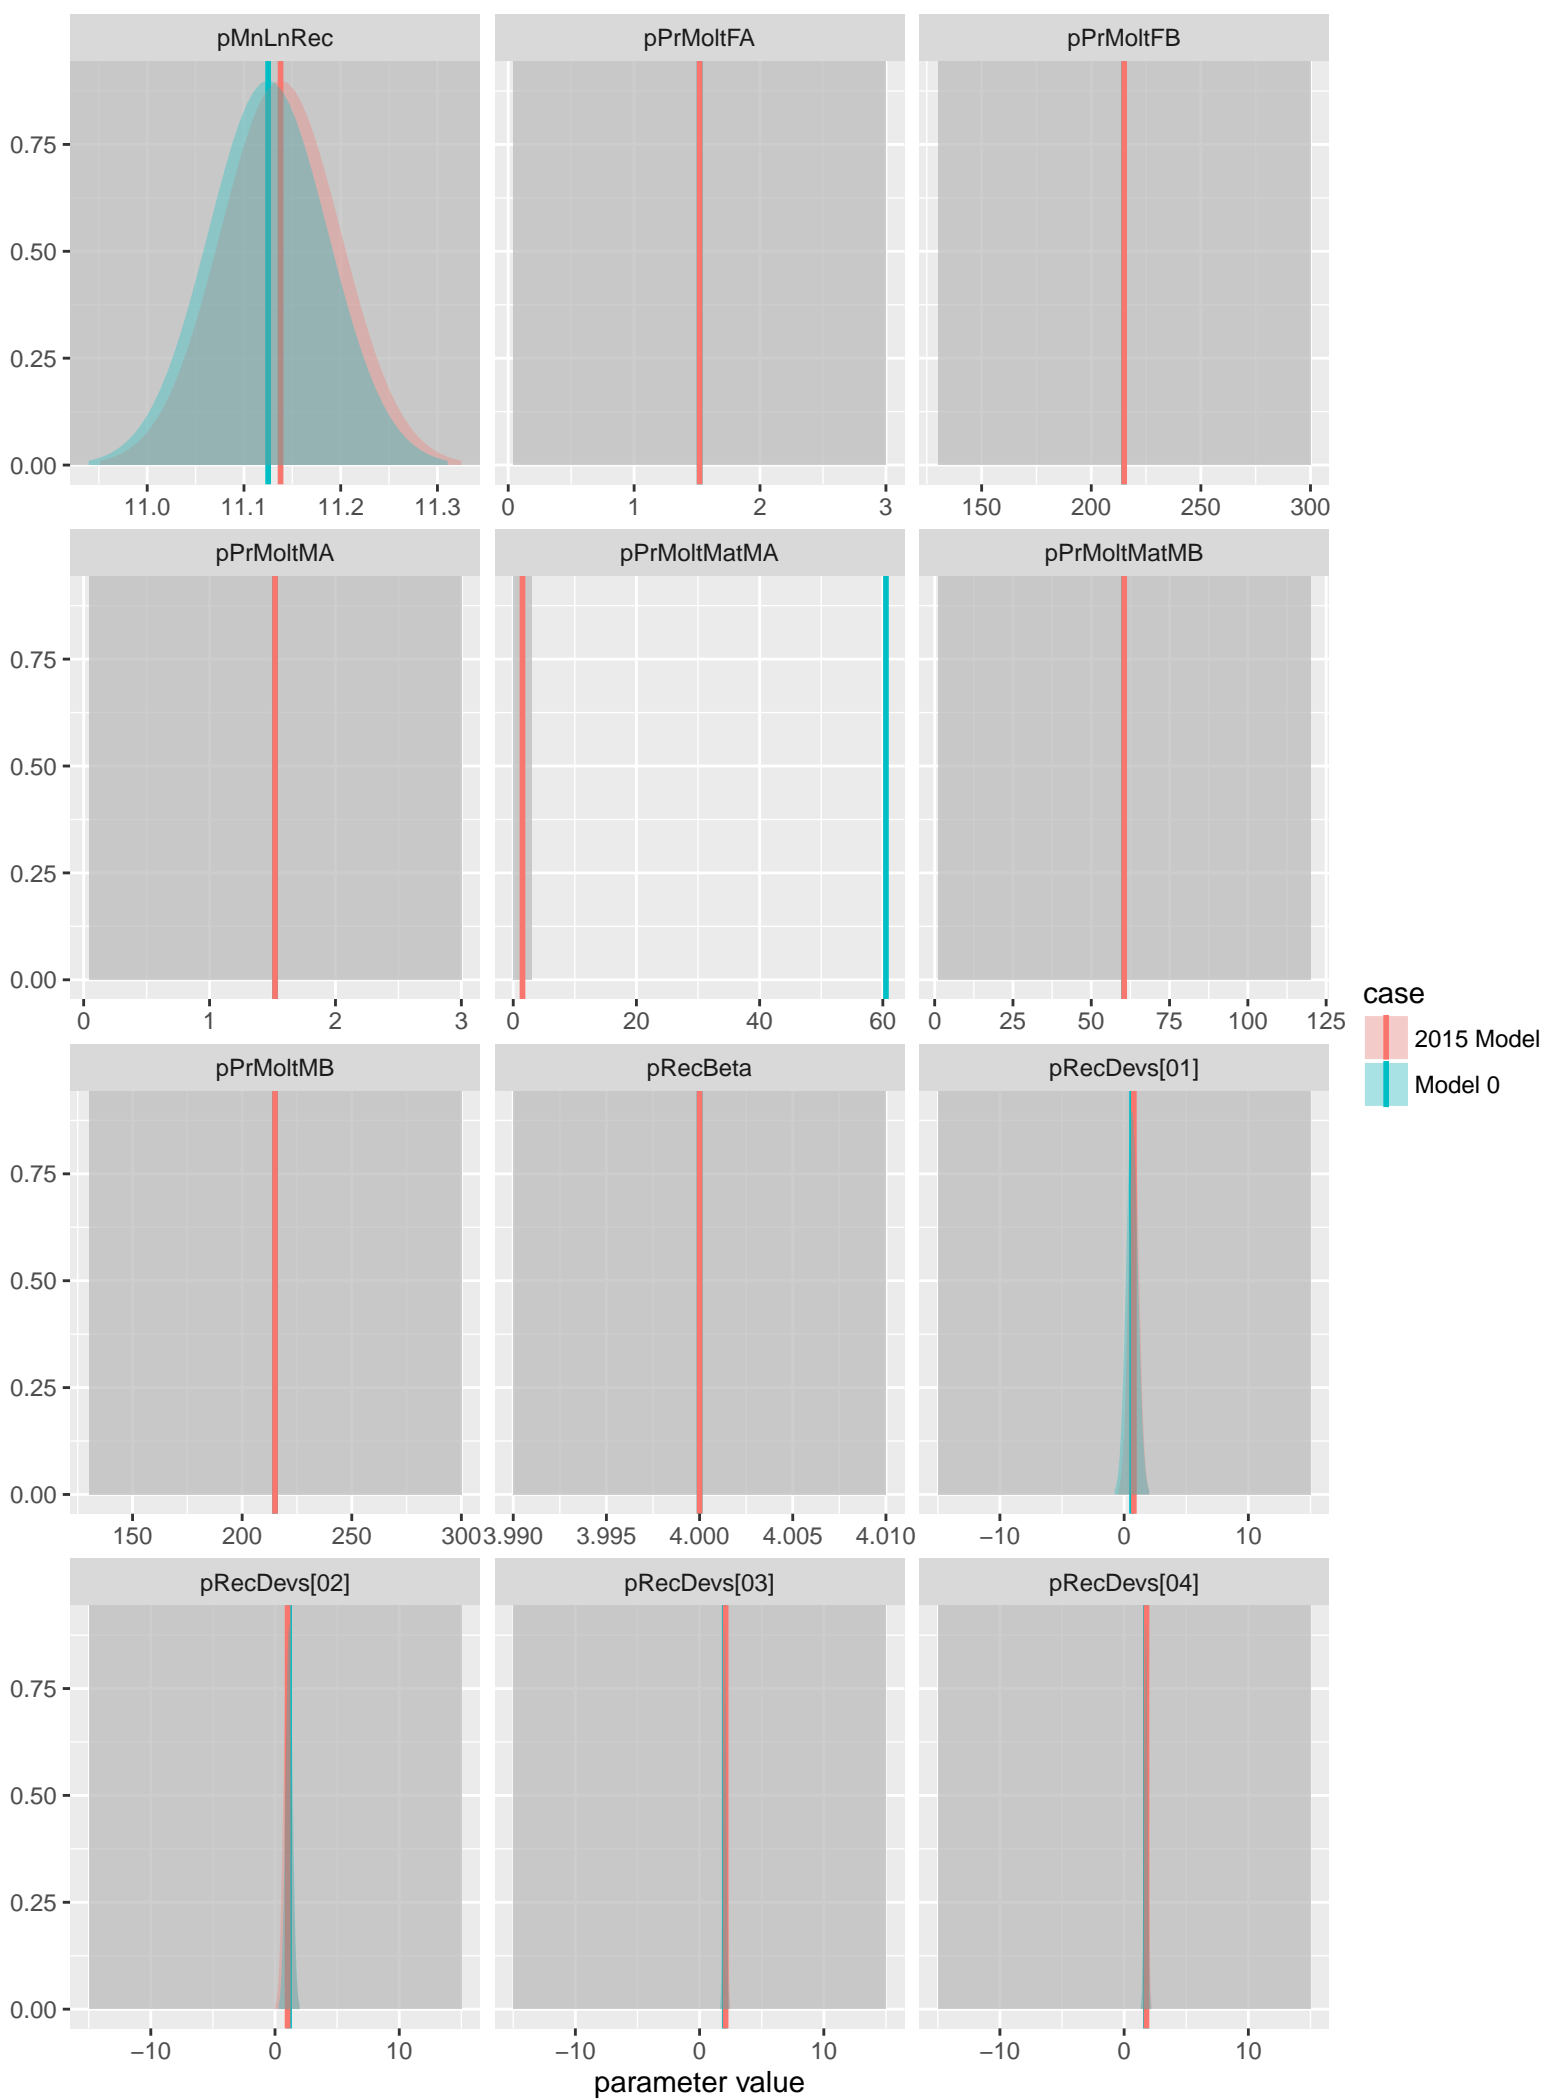 pMnLnRec pPrMoltFA pPrMoltFB
0.75
0.50
0.25
0.00
11.0 11.1 11.2 11.3 0 1 2 3 150 200 250 300
pPrMoltMA pPrMoltMatMA pPrMoltMatMB
0.75
0.50
0.25
0.00
0 1 2 3 0 20 40 60 0 25 50 75 100 125
case
2015 Model
Model 0
pPrMoltMB pRecBeta pRecDevs[01]
0.75
0.50
0.25
0.00
150 200 250 300 3.990 3.995 4.000 4.005 4.010 −10 0 10
pRecDevs[02] pRecDevs[03] pRecDevs[04]
0.75
0.50
0.25
0.00
−10 0 10 −10 0 10 −10 0 10
parameter value